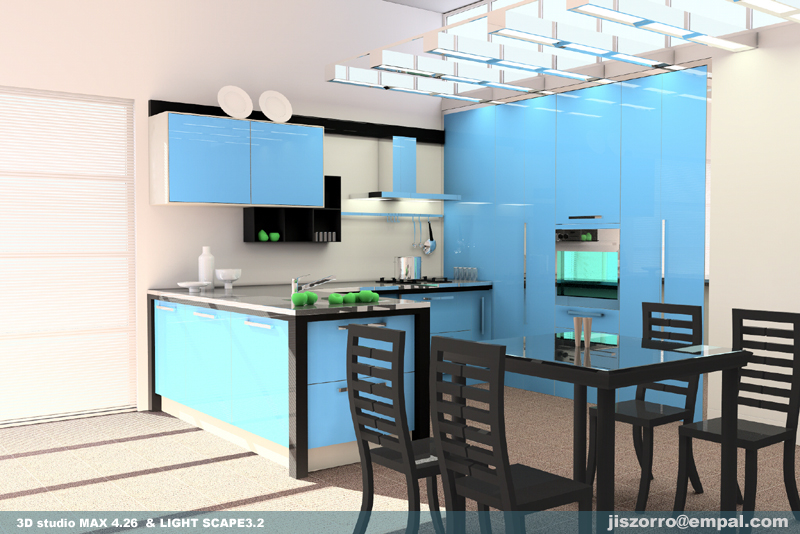 3D studio MAX 4.26 & LIGHT SCAPE3.2
jiszorro@empal.com